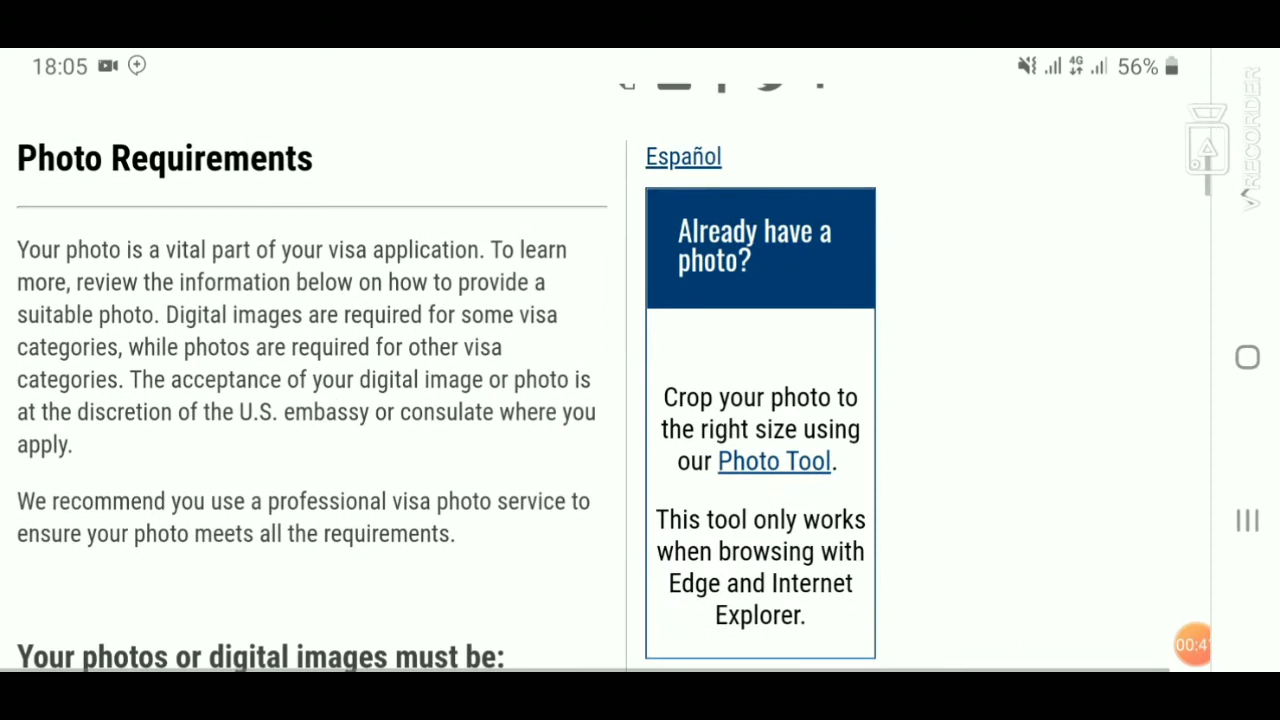 18:05
4G
56%
Photo Requirements
Your photo is a vital part of your visa application. To learn
more, review the information below on how to provide a
suitable photo. Digital images are required for some visa
categories, while photos are required for other visa
categories. The acceptance of your digital image or photo is
at the discretion of the U.S. embassy or consulate where you
apply.
We recommend you use a professional visa photo service to
ensure your photo meets all the requirements.
Your photos or digital images must be:
Español
Already have a
photo?
Crop your photo to
the right size using
our Photo Tool.
This tool only works
when browsing with
Edge and Internet
Explorer.
RECORDER